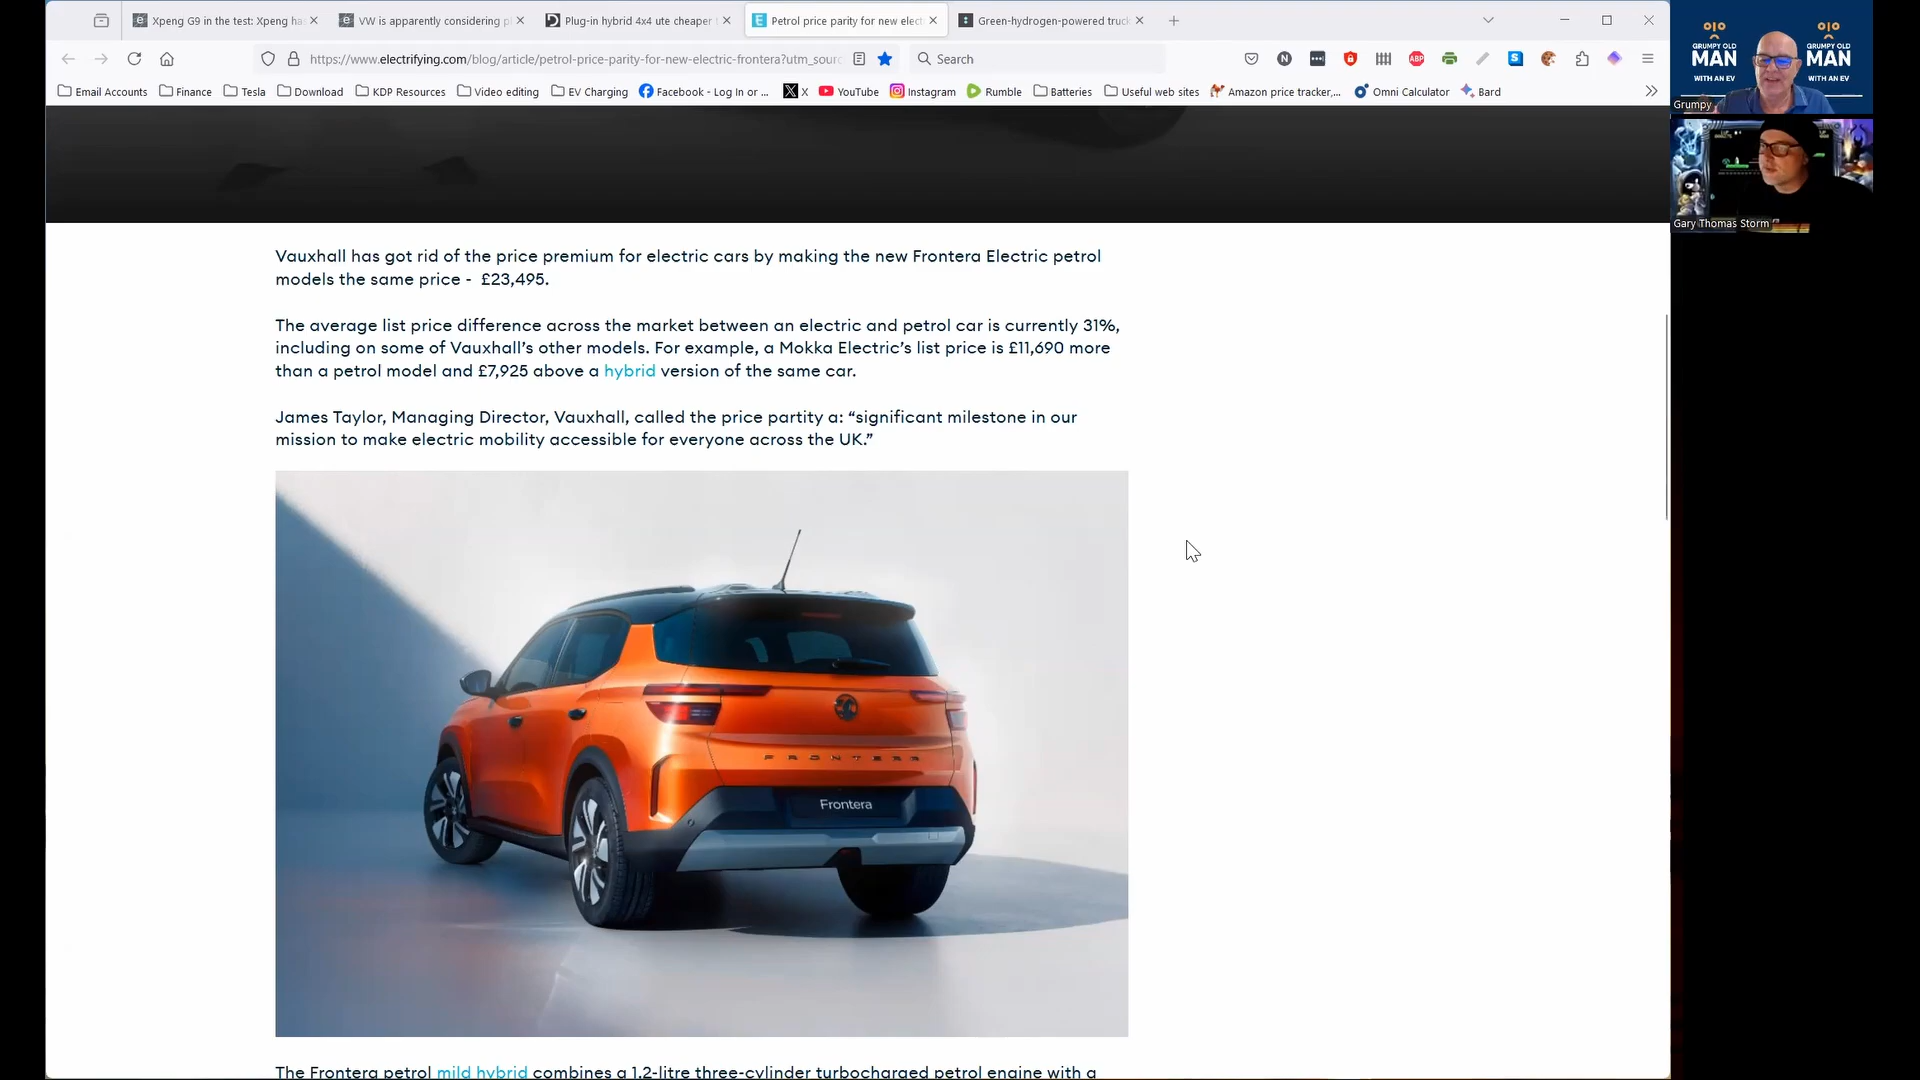 Xpeng G9 in the test: Xpeng ha
VW is apparently considering p
Plug-in hybrid 4x4 ute cheaper
Petrol price parity for new elect
Green-hydrogen-powered truck
https://www.electrifying.com/blog/article/petrol-price-parity-for-new-electric-frontera?utm_sourc
Search
Email Accounts
Finance
Tesla
Download
KDP Resources
Video editing
EV Charging
Facebook - Log In or ...
X
YouTube
Instagram
Rumble
Batteries
Useful web sites
Amazon price tracker,...
Omni Calculator
Bard
GRUMPY OLD
MAN
WITH AN EV
GRUMPY OLD
MAN
WITH AN EV
Grumpy
Gary Thomas Storm
Vauxhall has got rid of the price premium for electric cars by making the new Frontera Electric petrol
models the same price - £23,495.
The average list price difference across the market between an electric and petrol car is currently 31%,
including on some of Vauxhall’s other models. For example, a Mokka Electric’s list price is £11,690 more
than a petrol model and £7,925 above a hybrid version of the same car.
James Taylor, Managing Director, Vauxhall, called the price partity a: “significant milestone in our
mission to make electric mobility accessible for everyone across the UK.”
FRONTERA
Frontera
The Frontera petrol mild hybrid combines a 1.2-litre three-cylinder turbocharged petrol engine with a